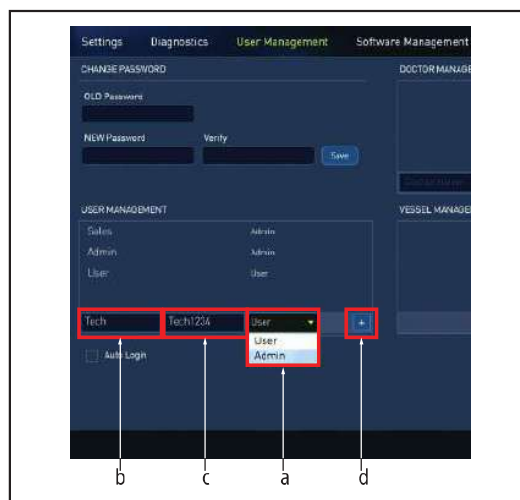 Settings Diagnostics User Management Software Management
CHANGE PASSWORD DOCTOR MANAGE
OLD Password
NEW Password Verify
Save
USER MANAGEMENT VESSEL MANAGE
Sales Admin
Admin Admin
User User
Tech Tech1234 User +
User
Admin
Auto Login
b c a d